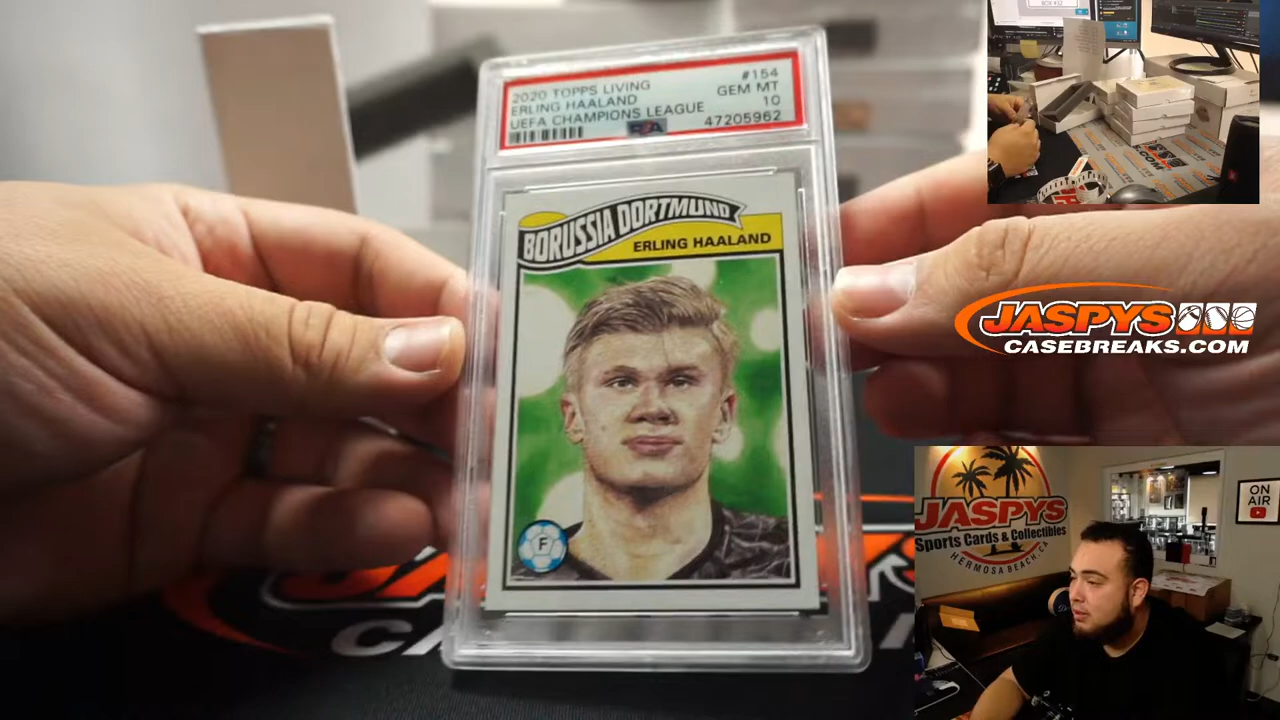 2020 TOPPS LIVING
ERLING HAALAND
UEFA CHAMPIONS LEAGUE
#154
GEM MT
10
47205962
PSA
BORUSSIA DORTMUND
ERLING HAALAND
F
JASPYS
CASEBREAKS.COM
JASPYS
Sports Cards & Collectibles
HERMOSA BEACH, CA
ON
AIR